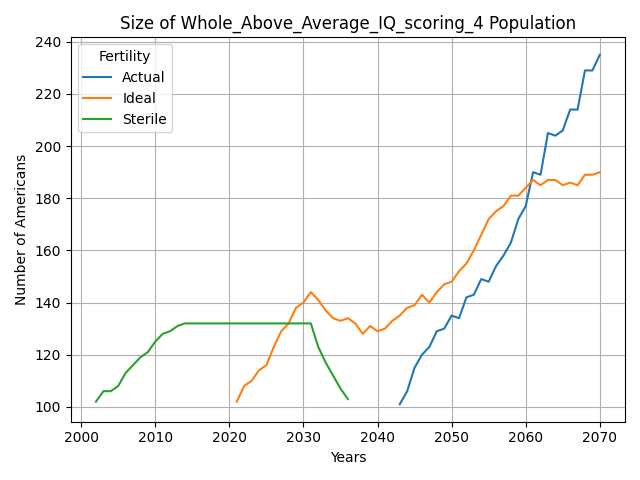 Size of Whole_Above_Average_IQ_scoring_4 Population
Number of Americans
240
220
200
180
160
140
120
100
Fertility
Actual
Ideal
Sterile
2000 2010 2020 2030 2040 2050 2060 2070
Years